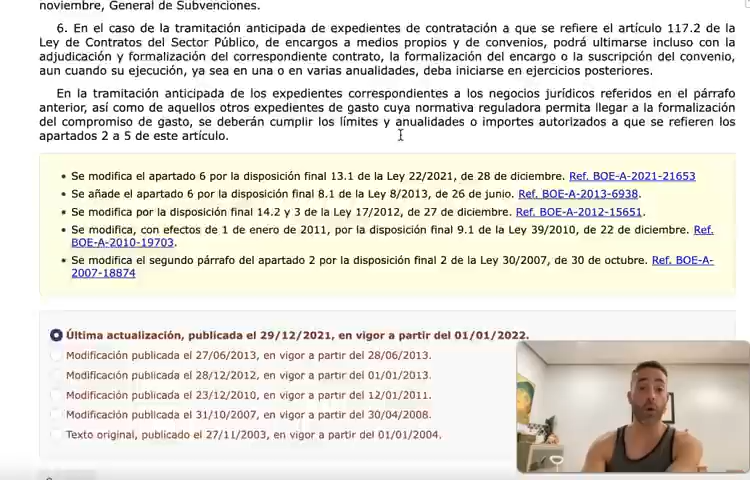 noviembre, General de Subvenciones.
6. En el caso de la tramitación anticipada de expedientes de contratación a que se refiere el artículo 117.2 de la
Ley de Contratos del Sector Público, de encargos a medios propios y de convenios, podrá ultimarse incluso con la
adjudicación y formalización del correspondiente contrato, la formalización del encargo o la suscripción del convenio,
aun cuando su ejecución, ya sea en una o en varias anualidades, deba iniciarse en ejercicios posteriores.
En la tramitación anticipada de los expedientes correspondientes a los negocios jurídicos referidos en el párrafo
anterior, así como de aquellos otros expedientes de gasto cuya normativa reguladora permita llegar a la formalización
del compromiso de gasto, se deberán cumplir los límites y anualidades o importes autorizados a que se refieren los
apartados 2 a 5 de este artículo.
• Se modifica el apartado 6 por la disposición final 13.1 de la Ley 22/2021, de 28 de diciembre. Ref. BOE-A-2021-21653
• Se añade el apartado 6 por la disposición final 8.1 de la Ley 8/2013, de 26 de junio. Ref. BOE-A-2013-6938.
• Se modifica por la disposición final 14.2 y 3 de la Ley 17/2012, de 27 de diciembre. Ref. BOE-A-2012-15651.
• Se modifica, con efectos de 1 de enero de 2011, por la disposición final 9.1 de la Ley 39/2010, de 22 de diciembre. Ref.
BOE-A-2010-19703.
• Se modifica el segundo párrafo del apartado 2 por la disposición final 2 de la Ley 30/2007, de 30 de octubre. Ref. BOE-A-
2007-18874
Última actualización, publicada el 29/12/2021, en vigor a partir del 01/01/2022.
Modificación publicada el 27/06/2013, en vigor a partir del 28/06/2013.
Modificación publicada el 28/12/2012, en vigor a partir del 01/01/2013.
Modificación publicada el 23/12/2010, en vigor a partir del 12/01/2011.
Modificación publicada el 31/10/2007, en vigor a partir del 30/04/2008.
Texto original, publicado el 27/11/2003, en vigor a partir del 01/01/2004.